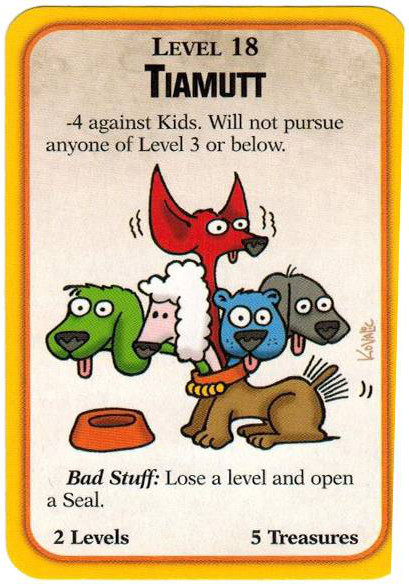 LEVEL 18
TIAMUTT
-4 against Kids. Will not pursue
anyone of Level 3 or below.
KOVALIC
Bad Stuff: Lose a level and open
a Seal.
2 Levels 5 Treasures